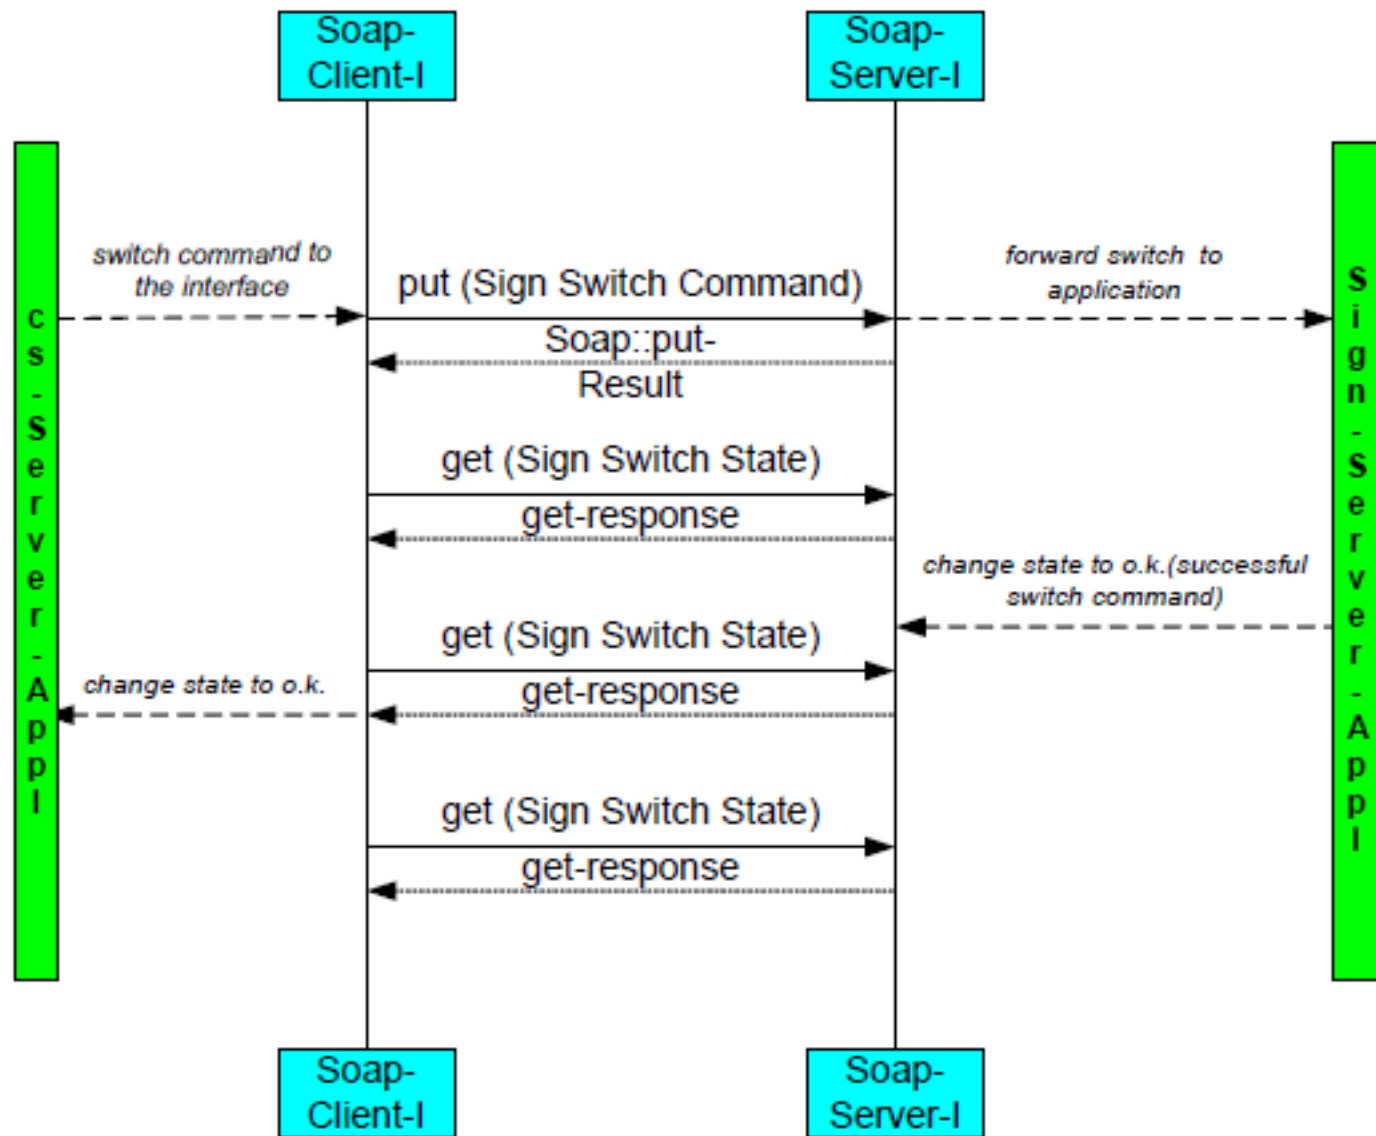 Soap-
Client-I
Soap-
Server-I
switch command to
the interface
put (Sign Switch Command)
forward switch to
application
Soap::put-
Result
get (Sign Switch State)
get-response
change state to o.k.(successful
switch command)
get (Sign Switch State)
change state to o.k.
get-response
get (Sign Switch State)
get-response
cs-Server-Appl
Sign-Server-Appl
Soap-
Client-I
Soap-
Server-I